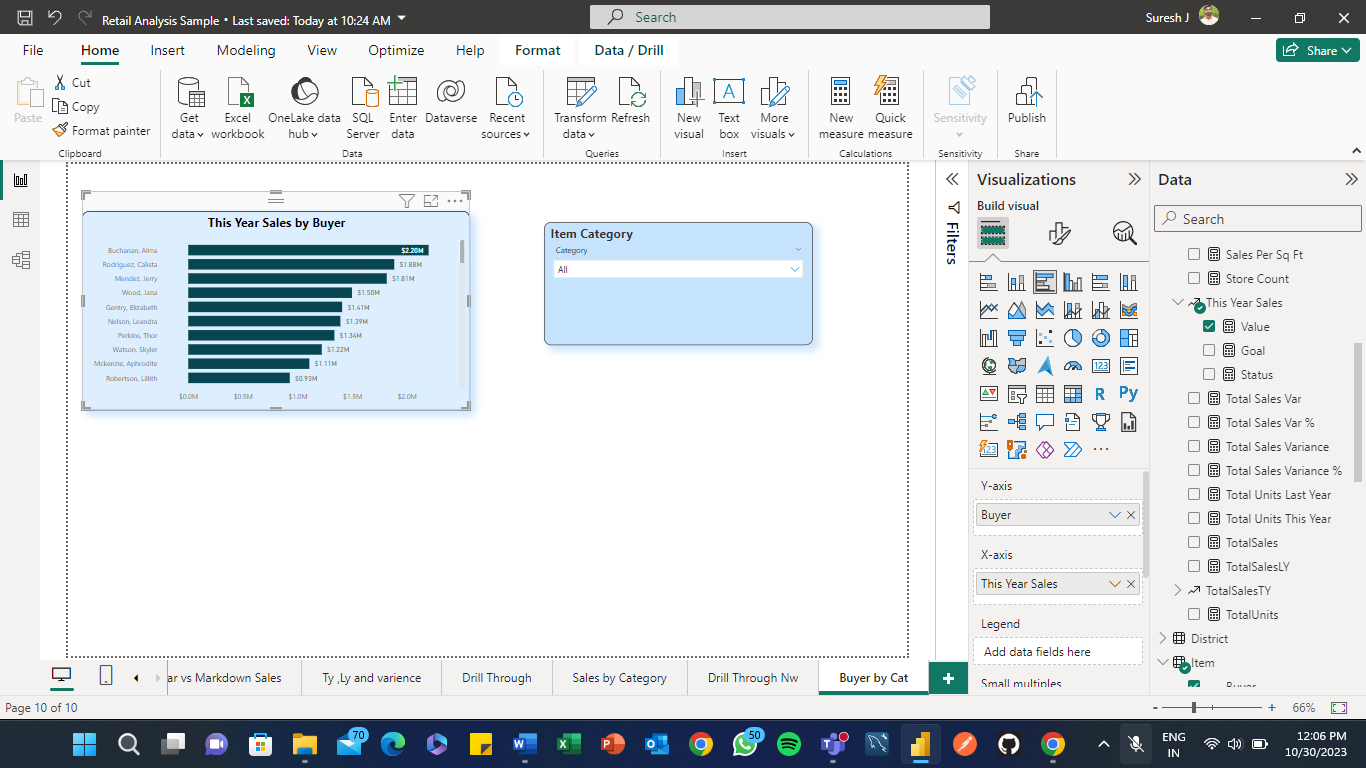 Retail Analysis Sample • Last saved: Today at 10:24 AM
Search
Suresh J
File Home Insert Modeling View Optimize Help Format Data / Drill
Share
Paste
Cut
Copy
Format painter
Clipboard
Get data
Excel workbook
OneLake data hub
SQL Server
Enter data
Dataverse
Recent sources
Data
Transform data
Refresh
Queries
New visual
Text box
More visuals
Insert
New measure
Quick measure
Calculations
Sensitivity
Sensitivity
Publish
Share
This Year Sales by Buyer
Buchanan, Alma $2.20M
Rodriguez, Calista $1.88M
Mendez, Jerry $1.81M
Wood, Jana $1.50M
Gentry, Elizabeth $1.41M
Nelson, Leandra $1.39M
Perkins, Thor $1.34M
Watson, Skyler $1.22M
Mckenzie, Aphrodite $1.11M
Robertson, Lillith $0.93M
$0.0M $0.5M $1.0M $1.5M $2.0M
Item Category
Category
All
Filters
Visualizations
Build visual
123
R Py
123
Y-axis
Buyer
X-axis
This Year Sales
Legend
Add data fields here
Small multiples
Data
Search
Sales Per Sq Ft
Store Count
This Year Sales
Value
Goal
Status
Total Sales Var
Total Sales Var %
Total Sales Variance
Total Sales Variance %
Total Units Last Year
Total Units This Year
TotalSales
TotalSalesLY
TotalSalesTY
TotalUnits
District
Item
Buyer
ar vs Markdown Sales
Ty ,Ly and varience
Drill Through
Sales by Category
Drill Through Nw
Buyer by Cat
Page 10 of 10
- + 66%
70
50
ENG
IN
12:06 PM
10/30/2023